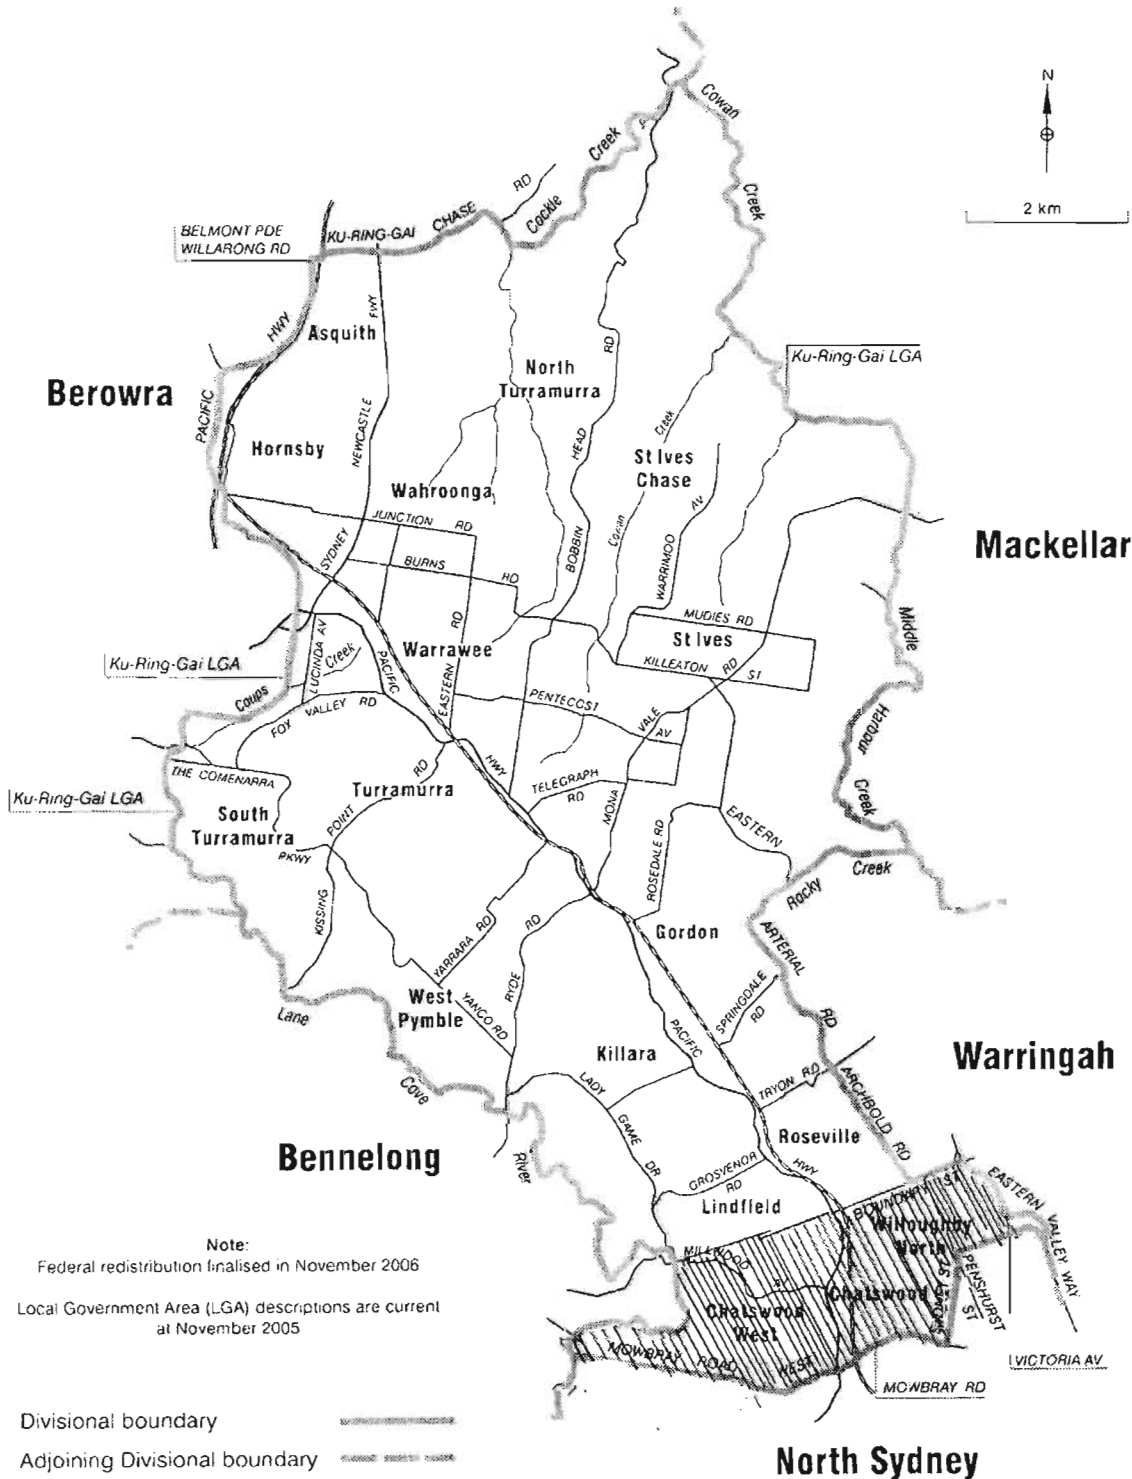 N
2 km
Cowan
Creek
Cockle
Creek
RD
KU-RING-GAI
CHASE
BELMONT PDE
WILLARONG RD
HWY
Asquith
FWY
PACIFIC
Berowra
Hornsby
NEWCASTLE
SYDNEY
North
Turramurra
Wahroonga
Ku-Ring-Gai LGA
St Ives
Chase
Creek
Cowan
BOBBIN
HEAD
RD
WARRIMOO
AV
Mackellar
JUNCTION
RD
BURNS
RD
MUDIES RD
St Ives
KILLEATON
ST
Middle
Harbour
Creek
Warrawee
EASTERN
RD
Ku-Ring-Gai LGA
LUCINDA AV
Creek
Coups
PACIFIC
HWY
FOX
VALLEY
RD
PENTECOST
AV
MONA
VALE
RD
THE COMENARRA
PKWY
Ku-Ring-Gai LGA
South
Turramurra
Turramurra
KISSING
POINT
RD
TELEGRAPH
RD
ROSEDALE RD
EASTERN
ARTERIAL
RD
Rocky
Creek
Gordon
YARRARA RD
RYDE
RD
West
Pymble
YANCO RD
Lane
Cove
River
Killara
PACIFIC
HWY
SPRINGDALE
RD
Warringah
LADY
GAME
DR
TRYON RD
ARCHBOLD RD
Roseville
Bennelong
GROSVENOR
RD
Lindfield
BOUNDARY ST
EASTERN VALLEY WAY
Willoughby
North
MILLWOOD
AV
Chatswood
Chatswood
West
PENSHURST
ST
MOWBRAY ROAD WEST
VICTORIA AV
MOWBRAY RD
North Sydney
Note:
Federal redistribution finalised in November 2006
Local Government Area (LGA) descriptions are current
at November 2005
Divisional boundary
Adjoining Divisional boundary